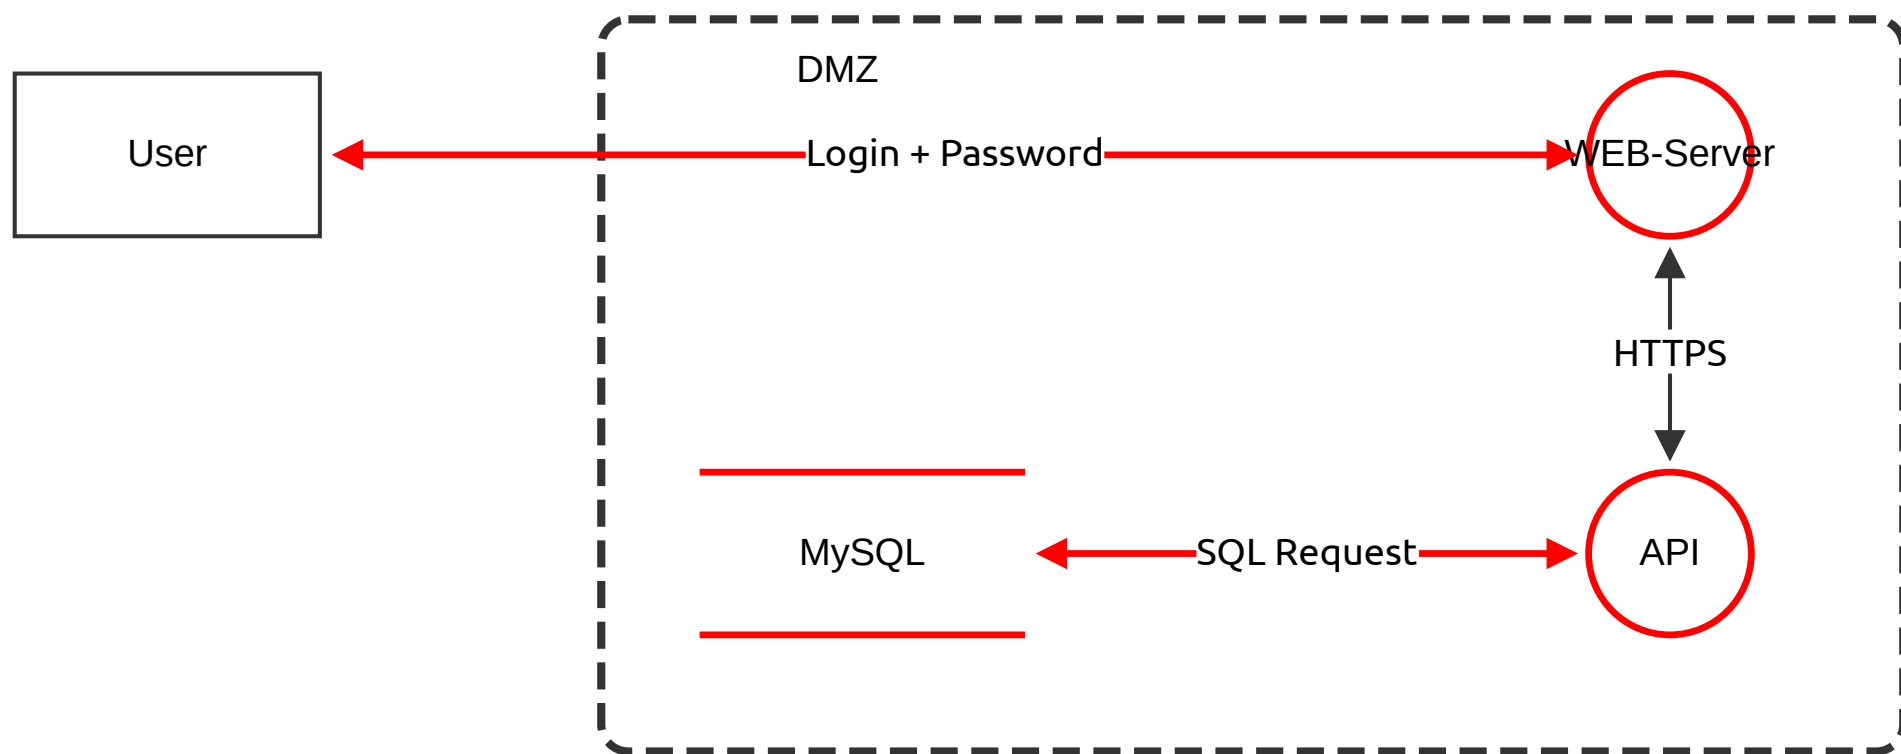 DMZ
User
Login + Password
WEB-Server
HTTPS
MySQL
SQL Request
API